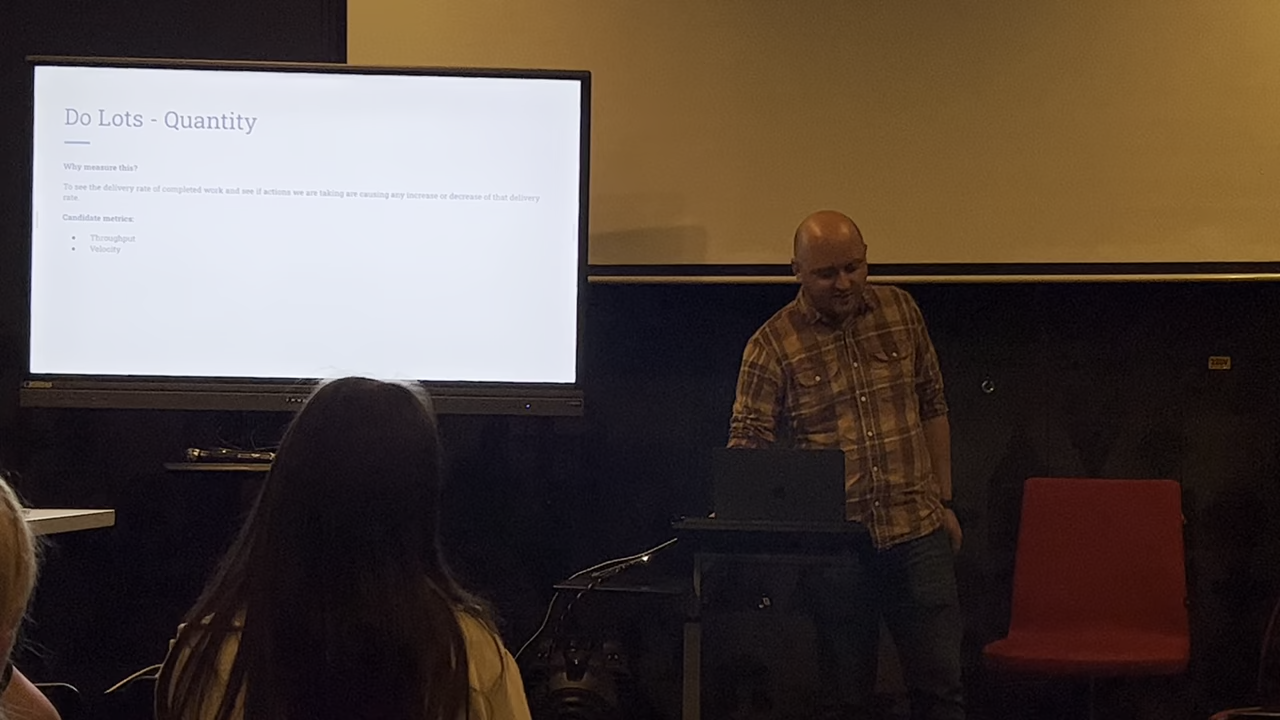 Do Lots - Quantity
Why measure this?
To see the delivery rate of completed work and see if actions we are taking are causing any increase or decrease of that delivery
rate.
Candidate metrics:
Throughput
Velocity